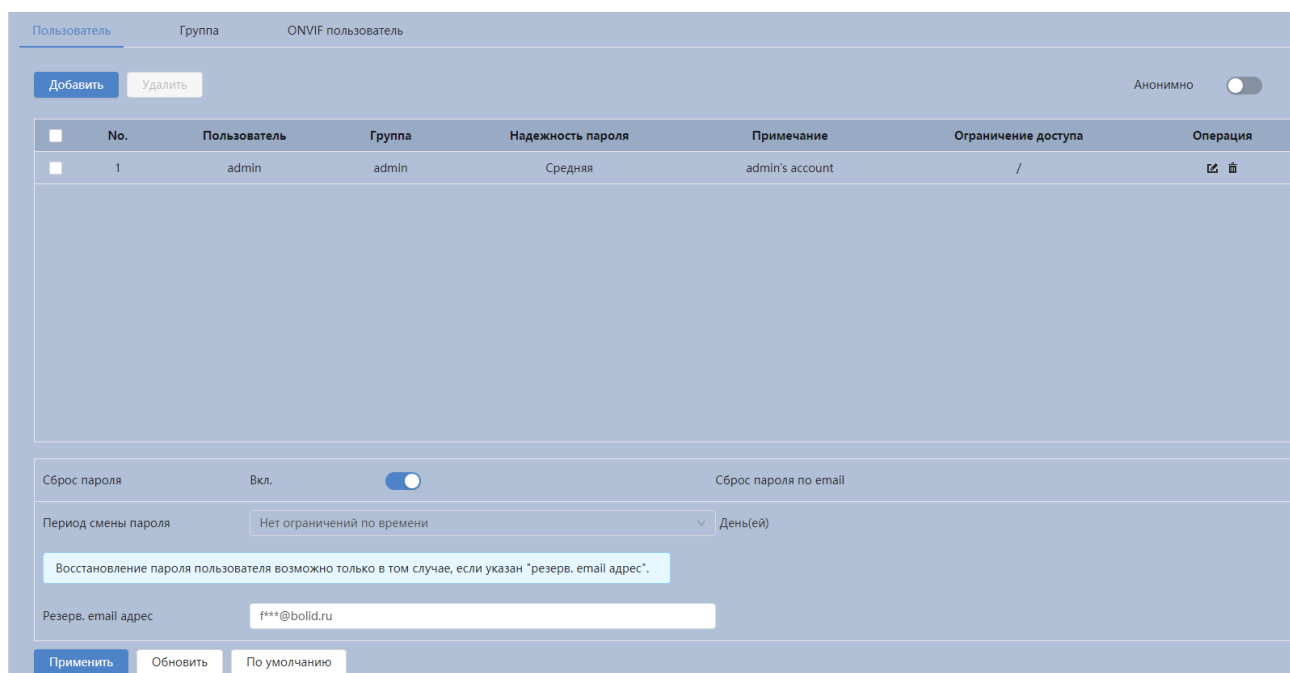 Пользователь Группа ONVIF пользователь
Добавить Удалить Анонимно
No. Пользователь Группа Надежность пароля Примечание Ограничение доступа Операция
1 admin admin Средняя admin's account /
Сброс пароля Вкл. Сброс пароля по email
Период смены пароля Нет ограничений по времени День(ей)
Восстановление пароля пользователя возможно только в том случае, если указан "резерв. email адрес".
Резерв. email адрес f***@bolid.ru
Применить Обновить По умолчанию